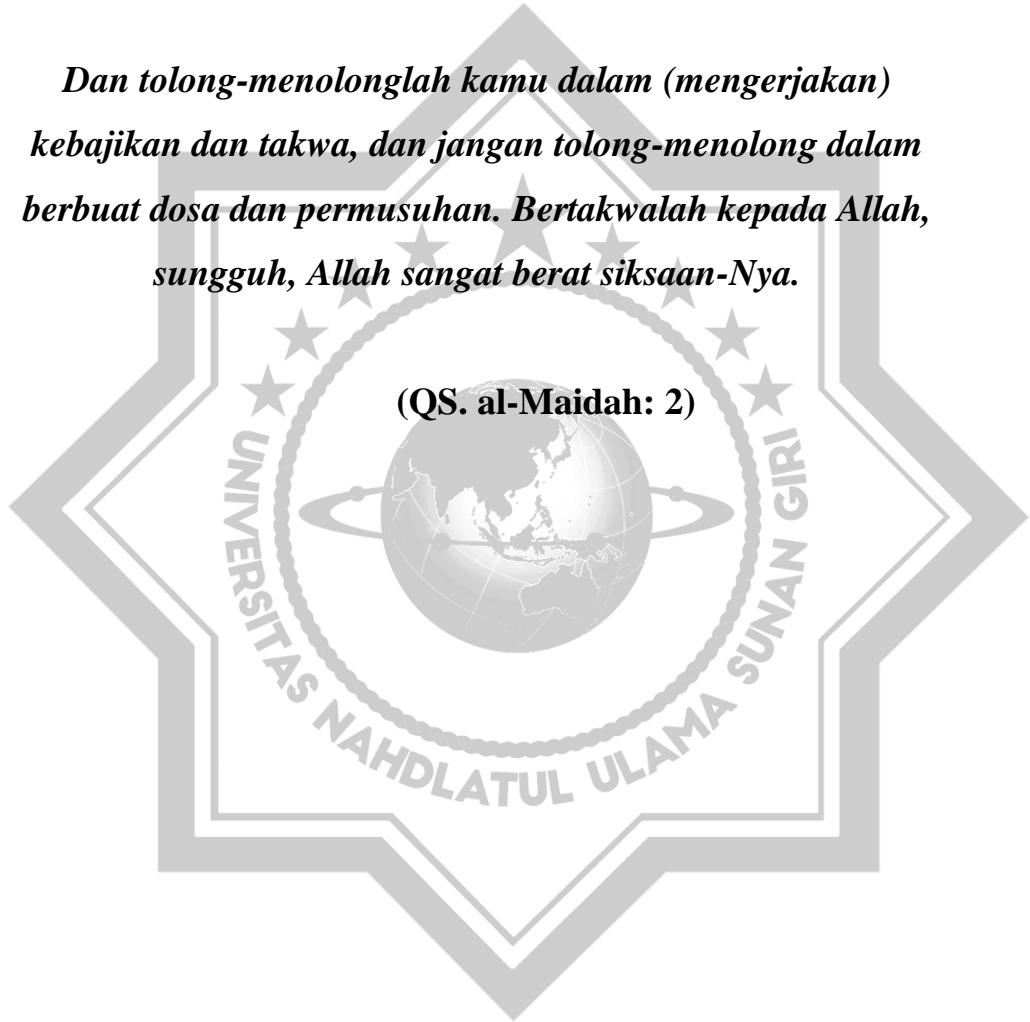 Dan tolong-menolonglah kamu dalam (mengerjakan)
kebajikan dan takwa, dan jangan tolong-menolong dalam
berbuat dosa dan permusuhan. Bertakwalah kepada Allah,
sungguh, Allah sangat berat siksaan-Nya.
(QS. al-Maidah: 2)
UNIVERSITAS NAHDLATUL ULAMA SUNAN GIRI